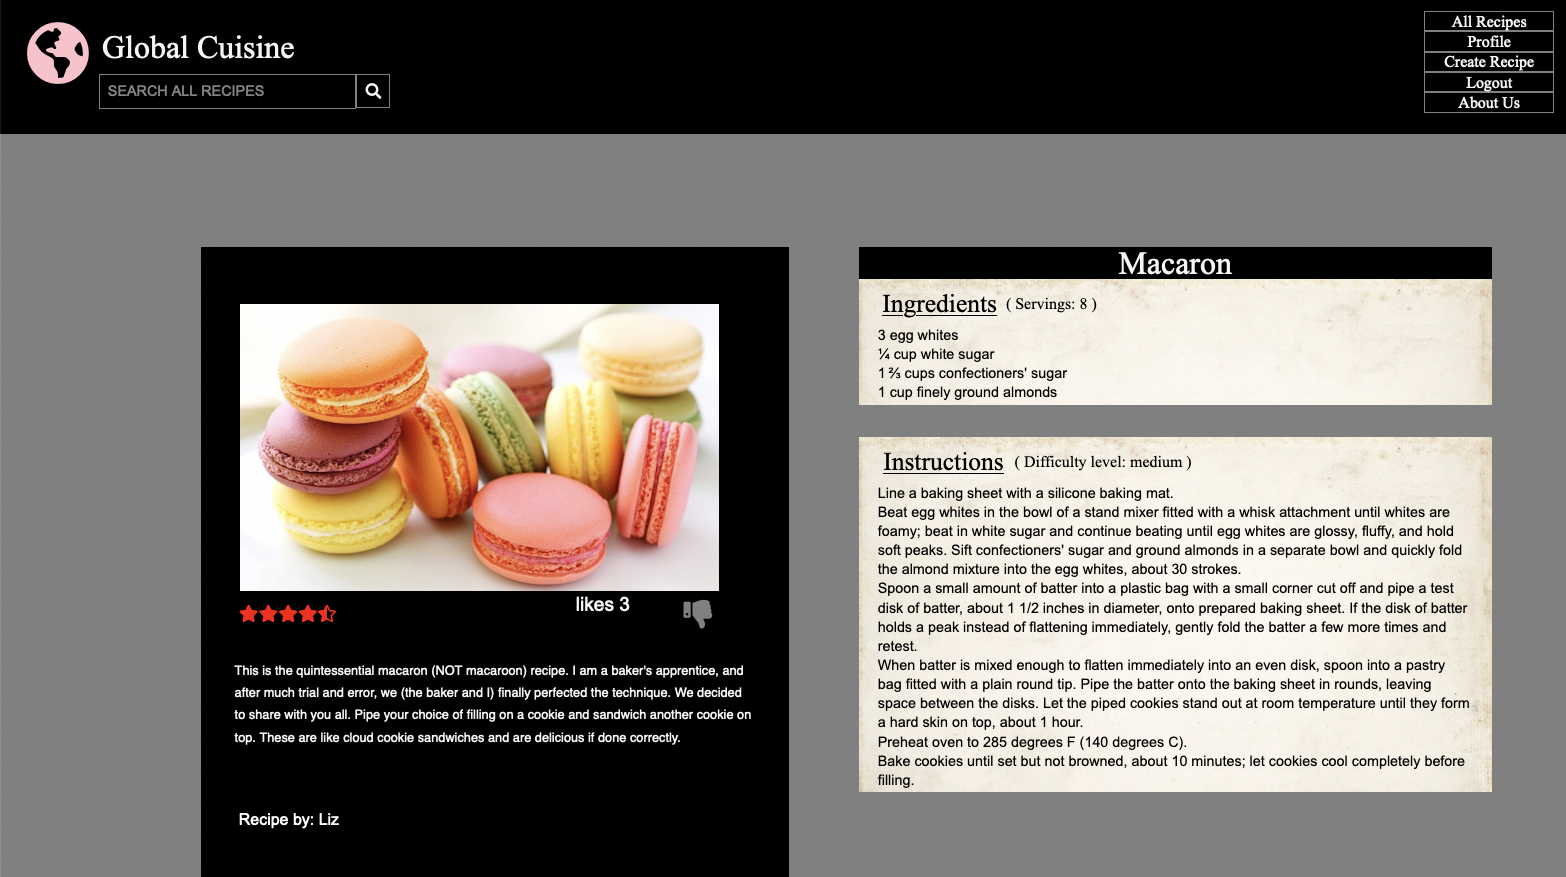 Global Cuisine
SEARCH ALL RECIPES
All Recipes
Profile
Create Recipe
Logout
About Us
likes 3
This is the quintessential macaron (NOT macaroon) recipe. I am a baker's apprentice, and
after much trial and error, we (the baker and I) finally perfected the technique. We decided
to share with you all. Pipe your choice of filling on a cookie and sandwich another cookie on
top. These are like cloud cookie sandwiches and are delicious if done correctly.
Recipe by: Liz
Macaron
Ingredients ( Servings: 8 )
3 egg whites
¼ cup white sugar
1 ⅔ cups confectioners' sugar
1 cup finely ground almonds
Instructions ( Difficulty level: medium )
Line a baking sheet with a silicone baking mat.
Beat egg whites in the bowl of a stand mixer fitted with a whisk attachment until whites are
foamy; beat in white sugar and continue beating until egg whites are glossy, fluffy, and hold
soft peaks. Sift confectioners' sugar and ground almonds in a separate bowl and quickly fold
the almond mixture into the egg whites, about 30 strokes.
Spoon a small amount of batter into a plastic bag with a small corner cut off and pipe a test
disk of batter, about 1 1/2 inches in diameter, onto prepared baking sheet. If the disk of batter
holds a peak instead of flattening immediately, gently fold the batter a few more times and
retest.
When batter is mixed enough to flatten immediately into an even disk, spoon into a pastry
bag fitted with a plain round tip. Pipe the batter onto the baking sheet in rounds, leaving
space between the disks. Let the piped cookies stand out at room temperature until they form
a hard skin on top, about 1 hour.
Preheat oven to 285 degrees F (140 degrees C).
Bake cookies until set but not browned, about 10 minutes; let cookies cool completely before
filling.